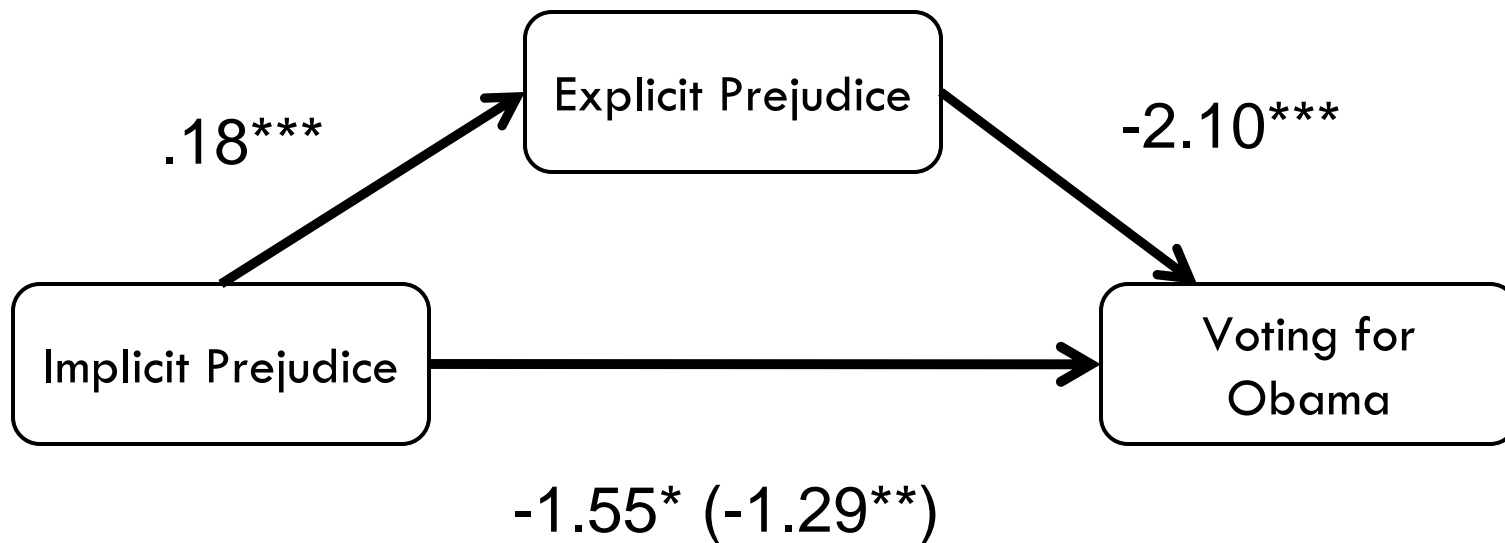 Explicit Prejudice
.18***
-2.10***
Implicit Prejudice
Voting for
Obama
-1.55* (-1.29**)